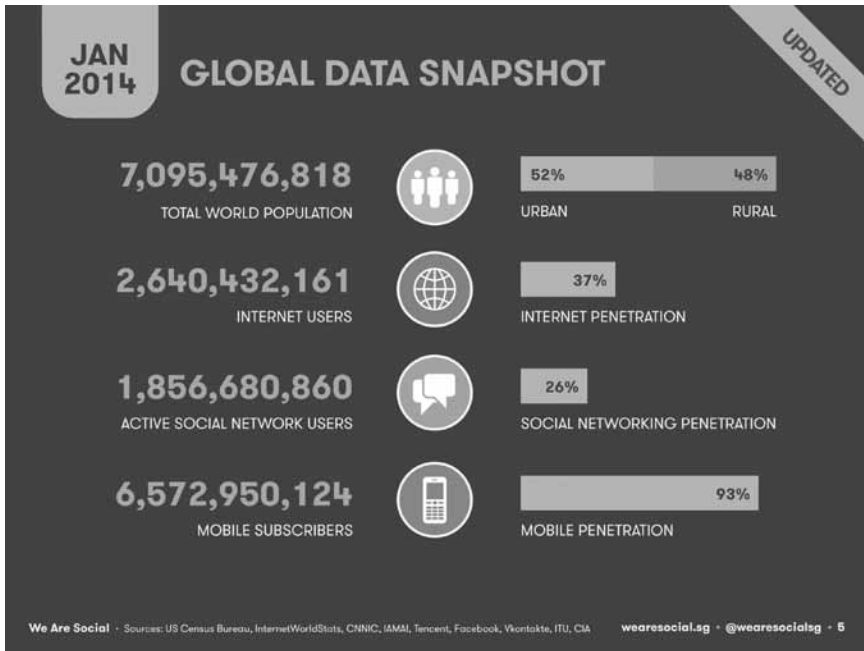 JAN
2014
GLOBAL DATA SNAPSHOT
UPDATED
7,095,476,818
TOTAL WORLD POPULATION
52% 48%
URBAN RURAL
2,640,432,161
INTERNET USERS
37%
INTERNET PENETRATION
1,856,680,860
ACTIVE SOCIAL NETWORK USERS
26%
SOCIAL NETWORKING PENETRATION
6,572,950,124
MOBILE SUBSCRIBERS
93%
MOBILE PENETRATION
We Are Social • Sources: US Census Bureau, InternetWorldStats, CNNIC, IAMAI, Tencent, Facebook, Vkontakte, ITU, CIA wearesocial.sg • @wearesocialsg • 5